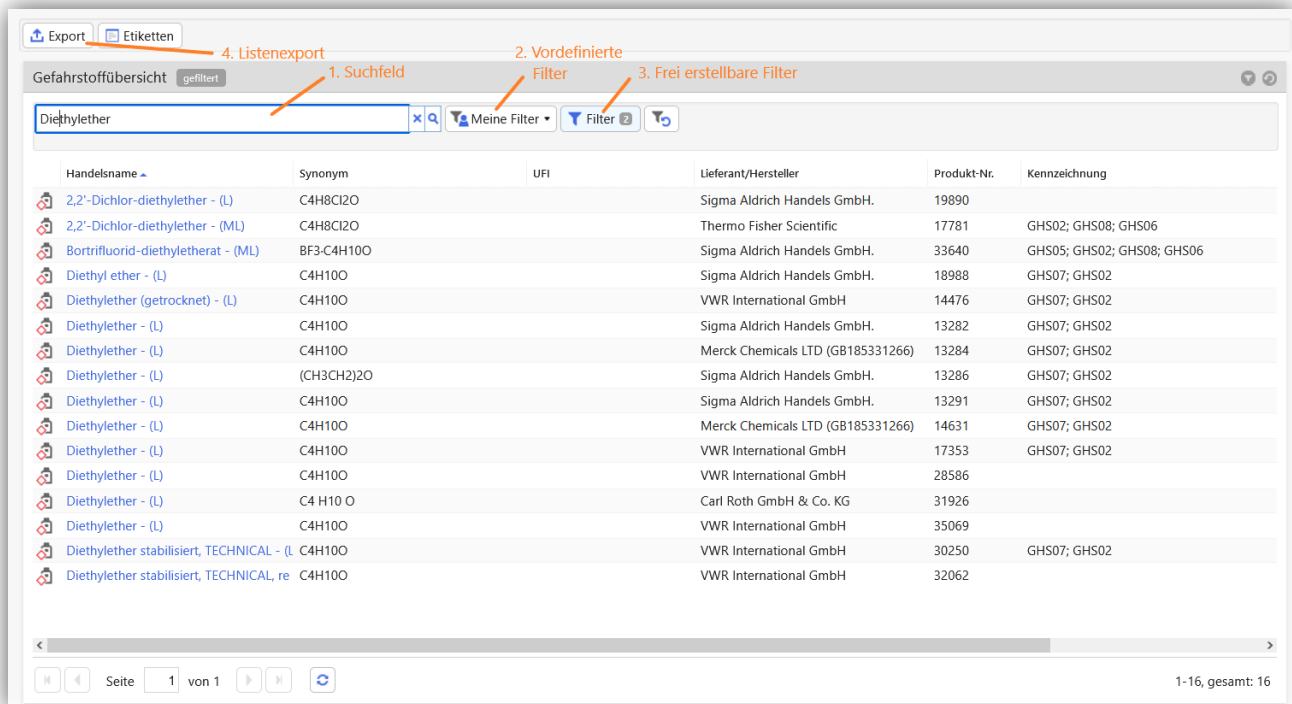 Export Etiketten
4. Listenexport
2. Vordefinierte
Filter
1. Suchfeld
3. Frei erstellbare Filter
Gefahrstoffübersicht gefiltert
Diethylether Meine Filter Filter 2
Handelsname Synonym UFI Lieferant/Hersteller Produkt-Nr. Kennzeichnung
2,2'-Dichlor-diethylether - (L) C4H8Cl2O Sigma Aldrich Handels GmbH. 19890
2,2'-Dichlor-diethylether - (ML) C4H8Cl2O Thermo Fisher Scientific 17781 GHS02; GHS08; GHS06
Bortrifluorid-diethyletherat - (ML) BF3-C4H10O Sigma Aldrich Handels GmbH. 33640 GHS05; GHS02; GHS08; GHS06
Diethyl ether - (L) C4H10O Sigma Aldrich Handels GmbH. 18988 GHS07; GHS02
Diethylether (getrocknet) - (L) C4H10O VWR International GmbH 14476 GHS07; GHS02
Diethylether - (L) C4H10O Sigma Aldrich Handels GmbH. 13282 GHS07; GHS02
Diethylether - (L) C4H10O Merck Chemicals LTD (GB185331266) 13284 GHS07; GHS02
Diethylether - (L) (CH3CH2)2O Sigma Aldrich Handels GmbH. 13286 GHS07; GHS02
Diethylether - (L) C4H10O Sigma Aldrich Handels GmbH. 13291 GHS07; GHS02
Diethylether - (L) C4H10O Merck Chemicals LTD (GB185331266) 14631 GHS07; GHS02
Diethylether - (L) C4H10O VWR International GmbH 17353 GHS07; GHS02
Diethylether - (L) C4H10O VWR International GmbH 28586
Diethylether - (L) C4 H10 O Carl Roth GmbH & Co. KG 31926
Diethylether - (L) C4H10O VWR International GmbH 35069
Diethylether stabilisiert, TECHNICAL - (L C4H10O VWR International GmbH 30250 GHS07; GHS02
Diethylether stabilisiert, TECHNICAL, re C4H10O VWR International GmbH 32062
Seite 1 von 1 1-16, gesamt: 16